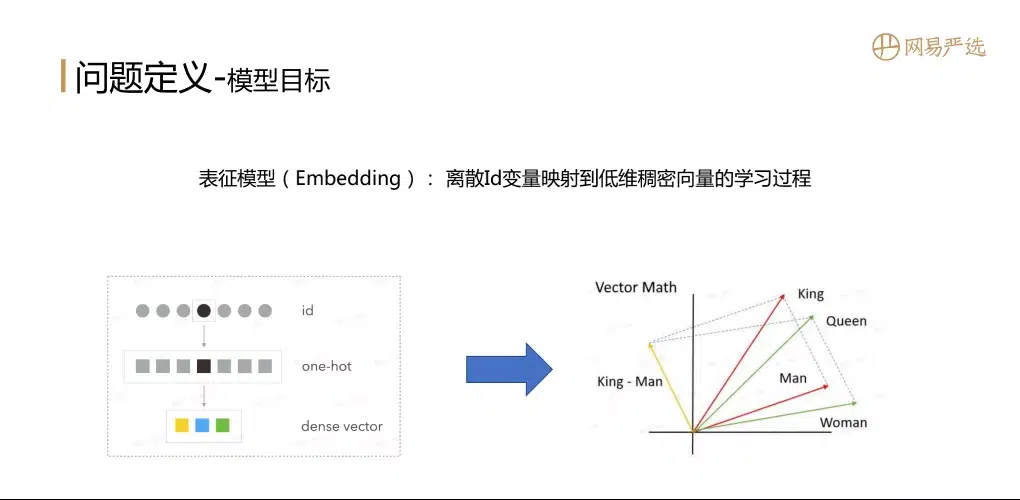 网易严选
问题定义-模型目标
表征模型（Embedding）：离散Id变量映射到低维稠密向量的学习过程
id
one-hot
dense vector
Vector Math
King
Queen
King - Man
Man
Woman